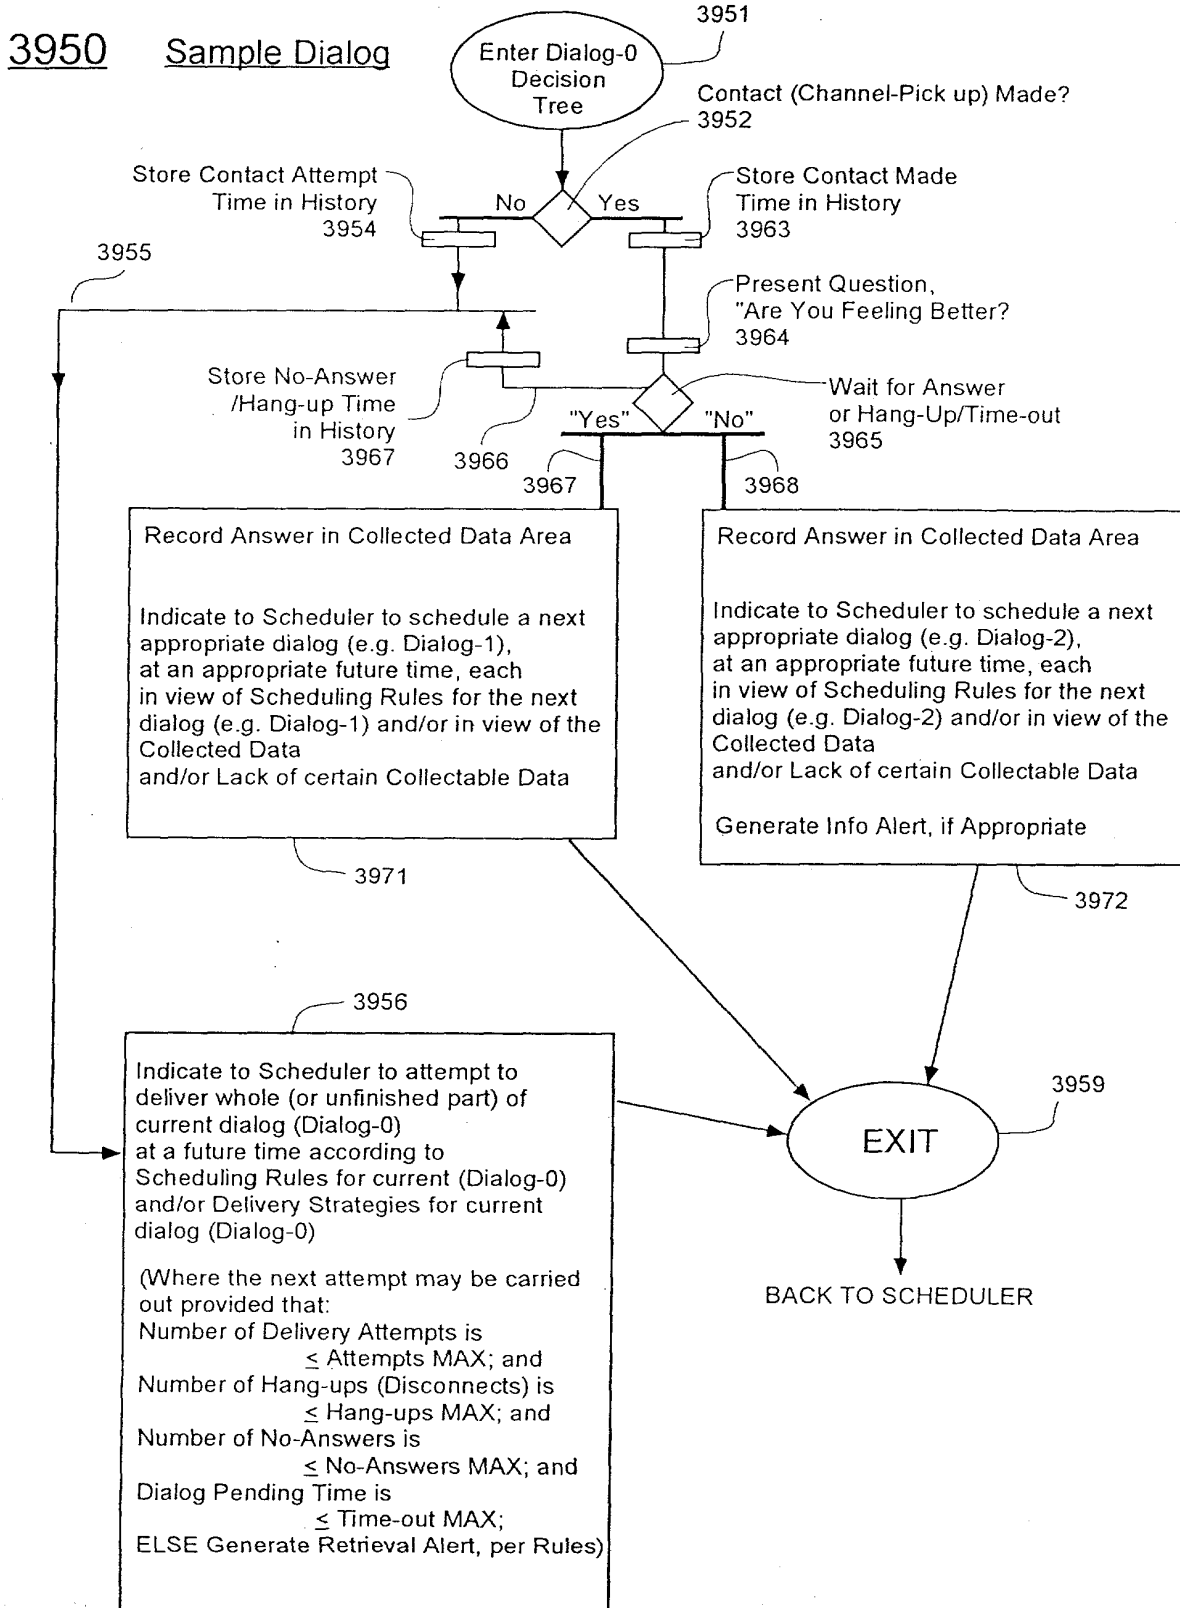 3950 Sample Dialog
3951
Enter Dialog-0
Decision
Tree
Contact (Channel-Pick up) Made?
3952
Store Contact Attempt
Time in History
3954
No
Yes
Store Contact Made
Time in History
3963
3955
Present Question,
"Are You Feeling Better?
3964
Store No-Answer
/Hang-up Time
in History
3967
3966
Wait for Answer
or Hang-Up/Time-out
3965
"Yes"
"No"
3967
3968
Record Answer in Collected Data Area
Indicate to Scheduler to schedule a next
appropriate dialog (e.g. Dialog-1),
at an appropriate future time, each
in view of Scheduling Rules for the next
dialog (e.g. Dialog-1) and/or in view of the
Collected Data
and/or Lack of certain Collectable Data
3971
Record Answer in Collected Data Area
Indicate to Scheduler to schedule a next
appropriate dialog (e.g. Dialog-2),
at an appropriate future time, each
in view of Scheduling Rules for the next
dialog (e.g. Dialog-2) and/or in view of the
Collected Data
and/or Lack of certain Collectable Data
Generate Info Alert, if Appropriate
3972
3956
Indicate to Scheduler to attempt to
deliver whole (or unfinished part) of
current dialog (Dialog-0)
at a future time according to
Scheduling Rules for current (Dialog-0)
and/or Delivery Strategies for current
dialog (Dialog-0)
(Where the next attempt may be carried
out provided that:
Number of Delivery Attempts is
≤ Attempts MAX; and
Number of Hang-ups (Disconnects) is
≤ Hang-ups MAX; and
Number of No-Answers is
≤ No-Answers MAX; and
Dialog Pending Time is
≤ Time-out MAX;
ELSE Generate Retrieval Alert, per Rules)
3959
EXIT
BACK TO SCHEDULER